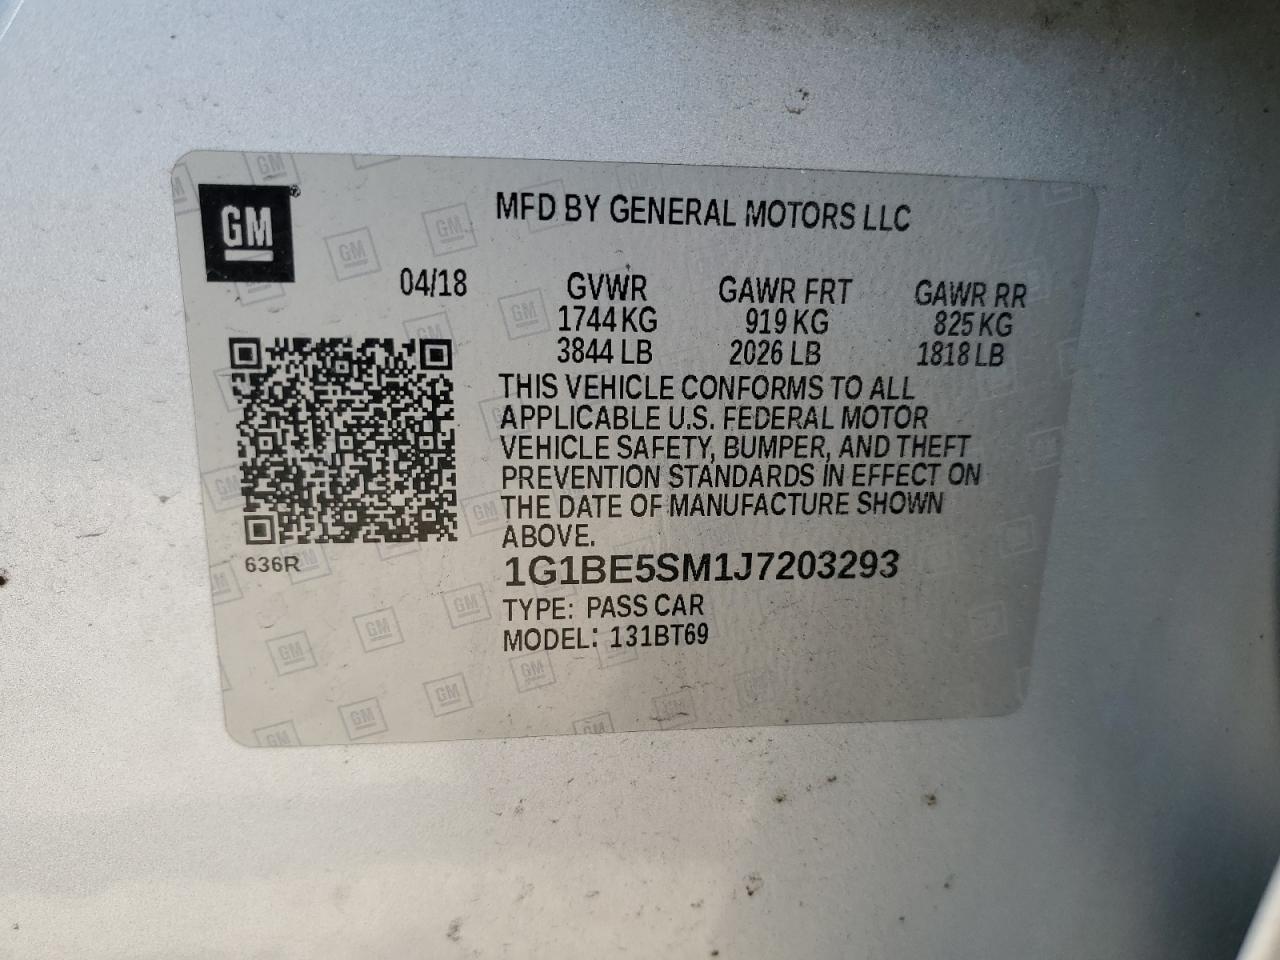 GM
MFD BY GENERAL MOTORS LLC
04/18 GVWR GAWR FRT GAWR RR
1744 KG 919 KG 825 KG
3844 LB 2026 LB 1818 LB
THIS VEHICLE CONFORMS TO ALL
APPLICABLE U.S. FEDERAL MOTOR
VEHICLE SAFETY, BUMPER, AND THEFT
PREVENTION STANDARDS IN EFFECT ON
THE DATE OF MANUFACTURE SHOWN
ABOVE.
636R
1G1BE5SM1J7203293
TYPE: PASS CAR
MODEL: 131BT69